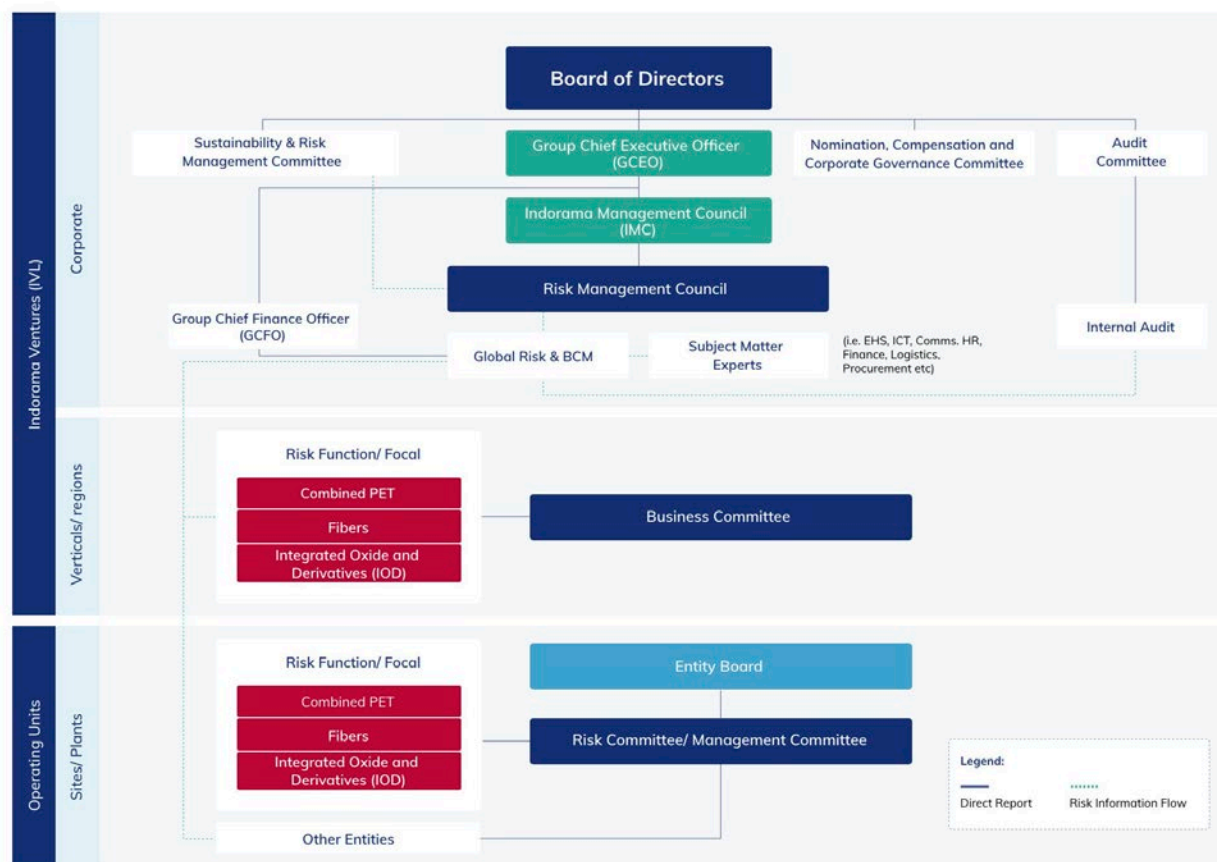 Board of Directors
Sustainability & Risk
Management Committee
Group Chief Executive Officer
(GCEO)
Nomination, Compensation and
Corporate Governance Committee
Audit
Committee
Indorama Management Council
(IMC)
Risk Management Council
Group Chief Finance Officer
(GCFO)
Global Risk & BCM
Subject Matter
Experts
(i.e. EHS, ICT, Comms. HR,
Finance, Logistics,
Procurement etc)
Internal Audit
Indorama Ventures (IVL)
Corporate
Verticals/ regions
Risk Function/ Focal
Combined PET
Fibers
Integrated Oxide and
Derivatives (IOD)
Business Committee
Operating Units
Sites/ Plants
Risk Function/ Focal
Combined PET
Fibers
Integrated Oxide and
Derivatives (IOD)
Other Entities
Entity Board
Risk Committee/ Management Committee
Legend:
Direct Report
Risk Information Flow